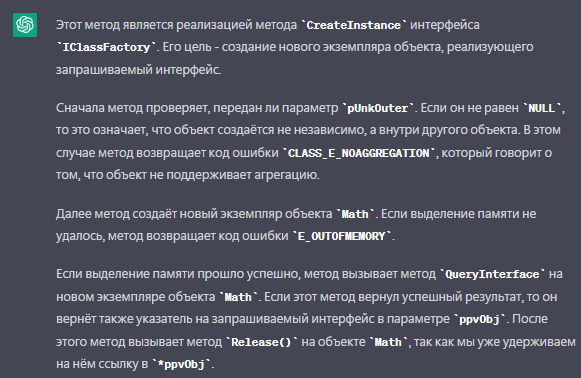 Этот метод является реализацией метода `CreateInstance` интерфейса
`IClassFactory`. Его цель - создание нового экземпляра объекта, реализующего
запрашиваемый интерфейс.
Сначала метод проверяет, передан ли параметр `pUnkOuter`. Если он не равен `NULL`,
то это означает, что объект создаётся не независимо, а внутри другого объекта. В этом
случае метод возвращает код ошибки `CLASS_E_NOAGGREGATION`, который говорит о
том, что объект не поддерживает агрегацию.
Далее метод создаёт новый экземпляр объекта `Math`. Если выделение памяти не
удалось, метод возвращает код ошибки `E_OUTOFMEMORY`.
Если выделение памяти прошло успешно, метод вызывает метод `QueryInterface` на
новом экземпляре объекта `Math`. Если этот метод вернул успешный результат, то он
вернёт также указатель на запрашиваемый интерфейс в параметре `ppvObj`. После
этого метод вызывает метод `Release()` на объекте `Math`, так как мы уже удерживаем
на нём ссылку в `*ppvObj`.